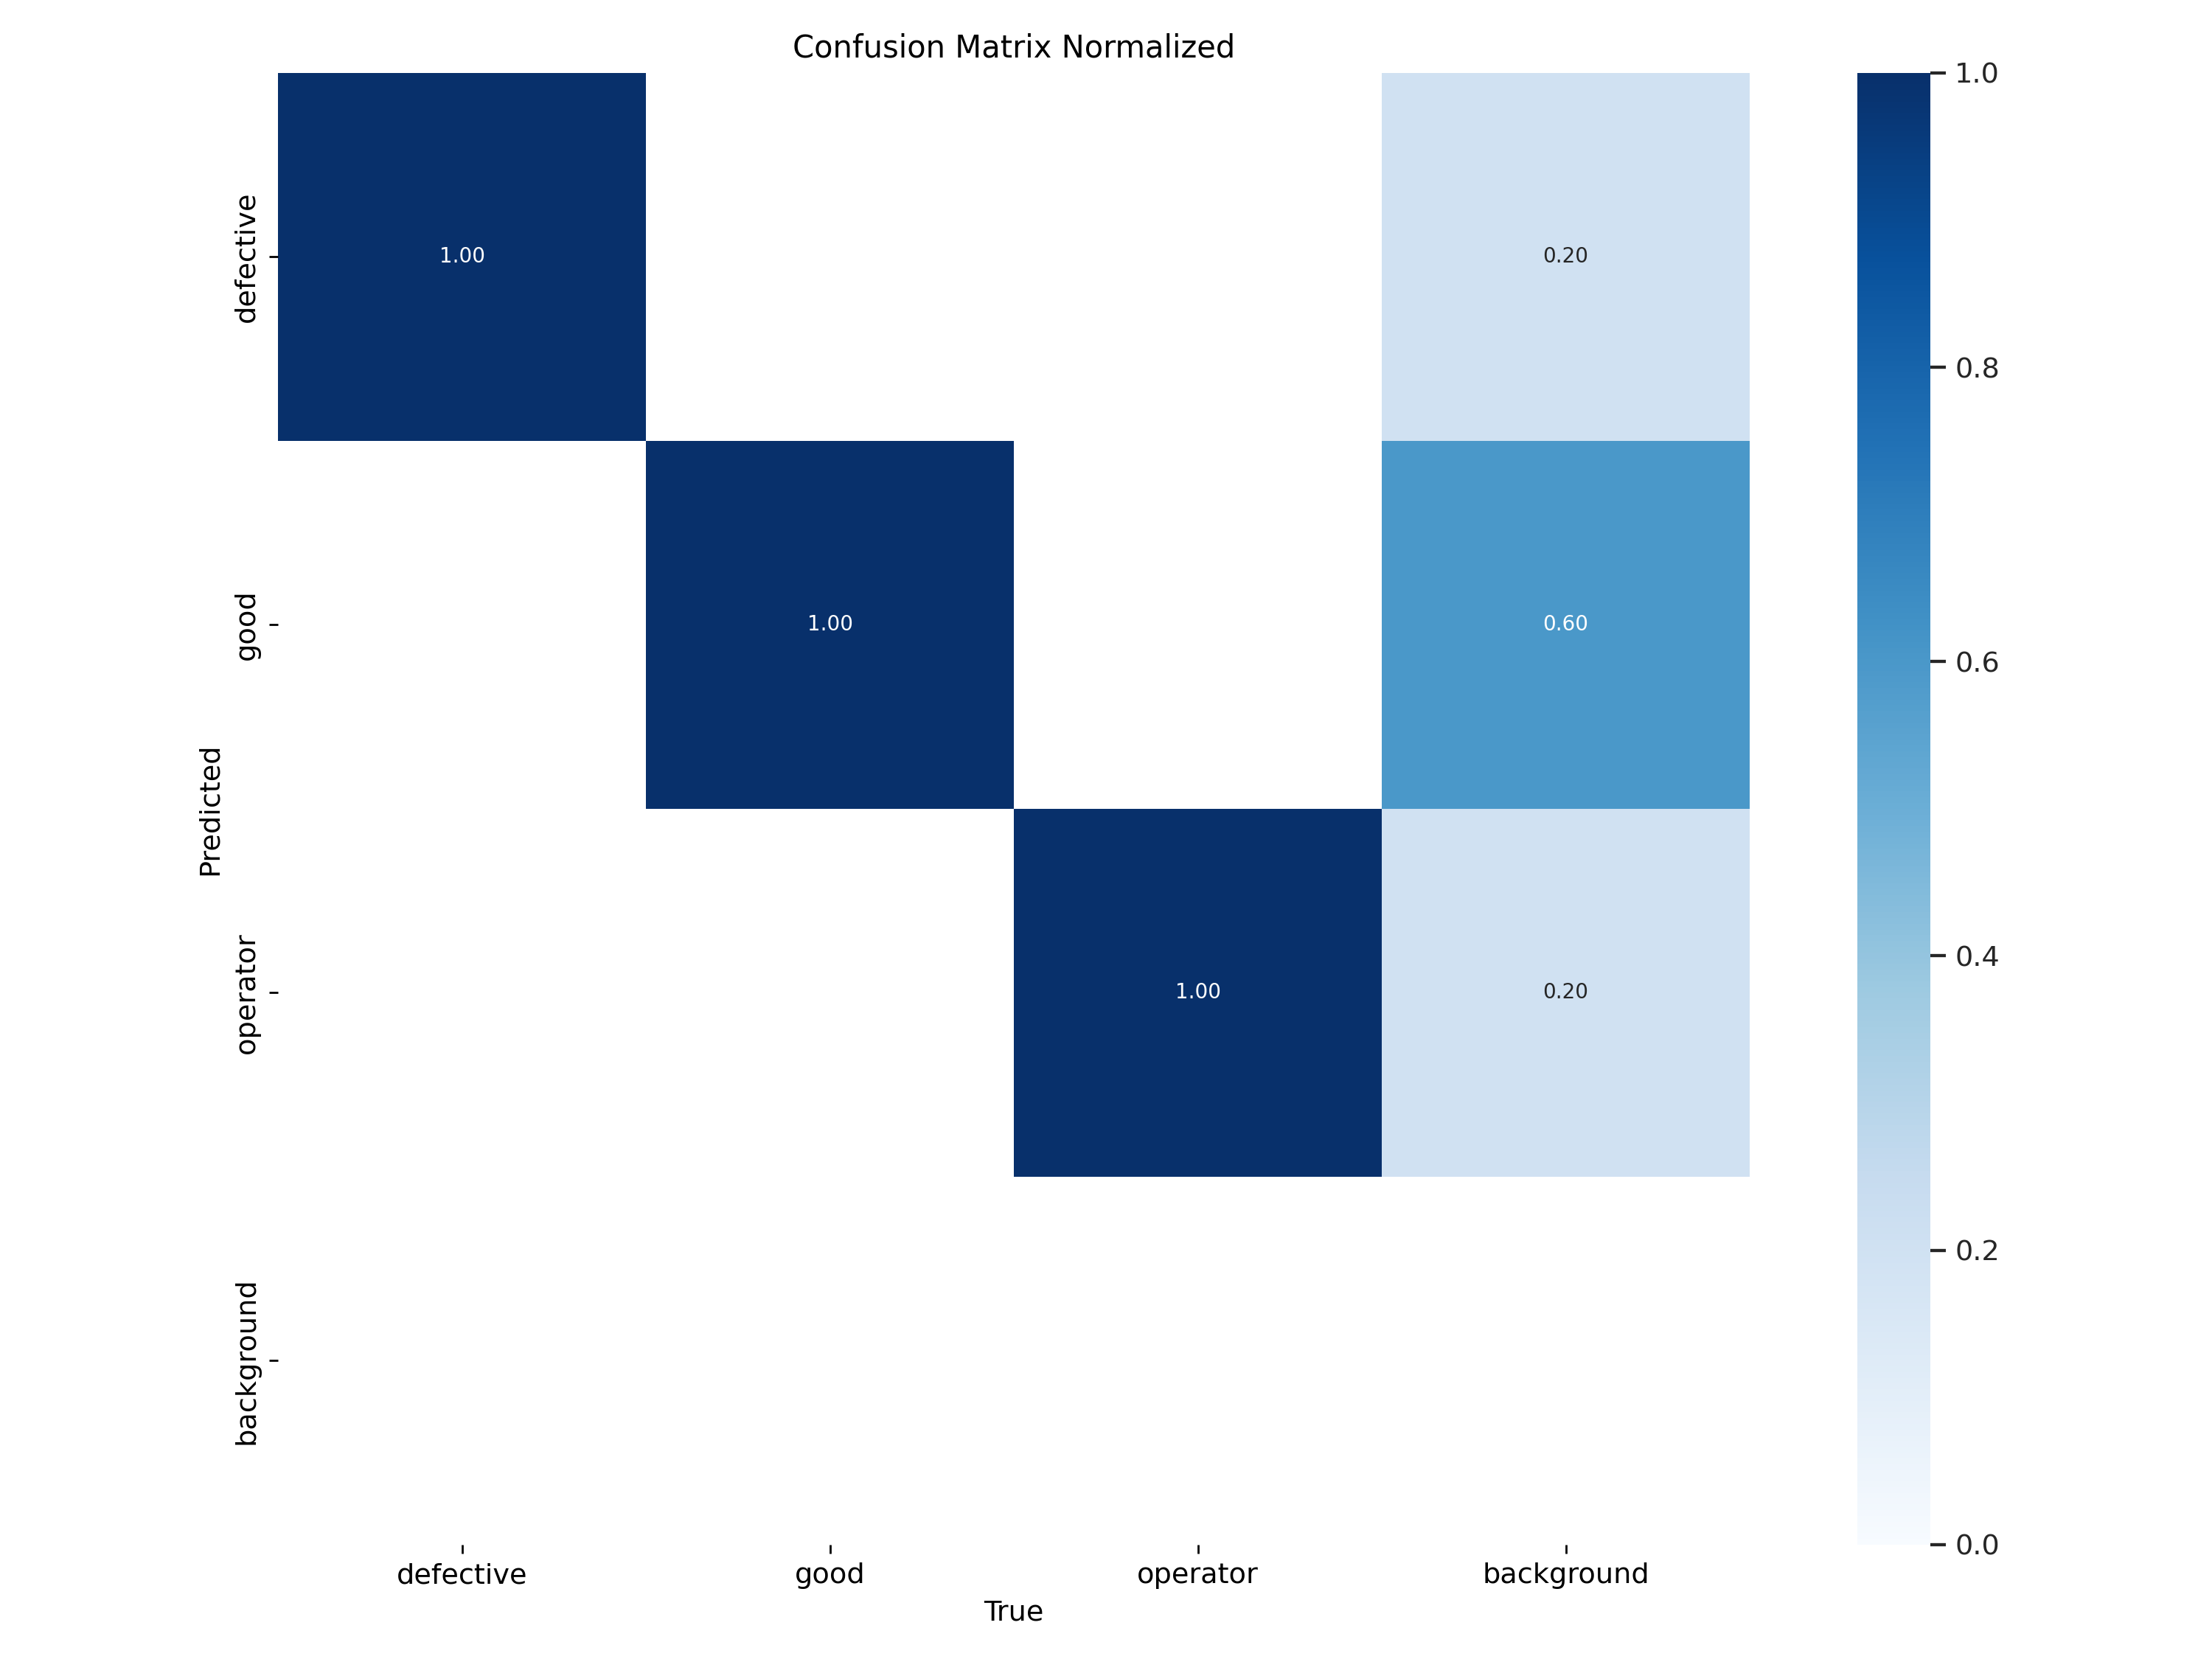 Confusion Matrix Normalized
defective
1.00
0.20
good
1.00
0.60
operator
1.00
0.20
background
Predicted
defective
good
operator
background
True
1.0
0.8
0.6
0.4
0.2
0.0